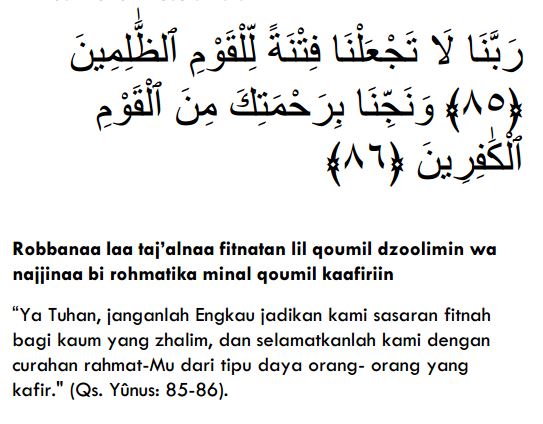 رَبَّنَا لَا تَجْعَلْنَا فِتْنَةً لِّلْقَوْمِ ٱلظَّٰلِمِينَ
﴿٨٥﴾ وَنَجِّنَا بِرَحْمَتِكَ مِنَ ٱلْقَوْمِ
ٱلْكَٰفِرِينَ ﴿٨٦﴾
Robbanaa laa taj’alnaa fitnatan lil qoumil dzoolimin wa
najjinaa bi rohmatika minal qoumil kaafiriin
“Ya Tuhan, janganlah Engkau jadikan kami sasaran fitnah
bagi kaum yang zhalim, dan selamatkanlah kami dengan
curahan rahmat-Mu dari tipu daya orang- orang yang
kafir." (Qs. Yûnus: 85-86).